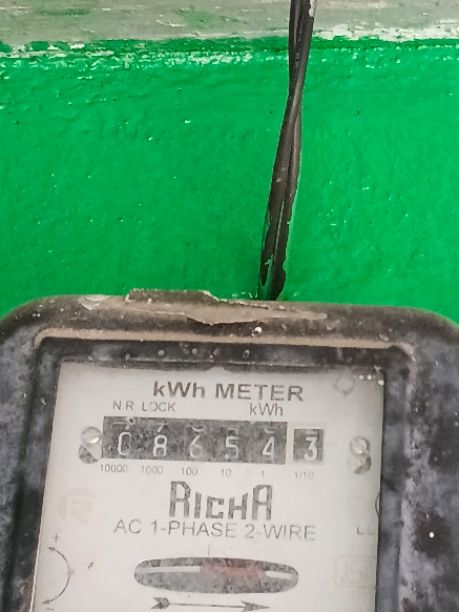 kWh METER
N.R. LOCK kWh
0 8 6 5 4 3
10000 1000 100 10 1 1/10
RICHA
AC 1-PHASE 2-WIRE